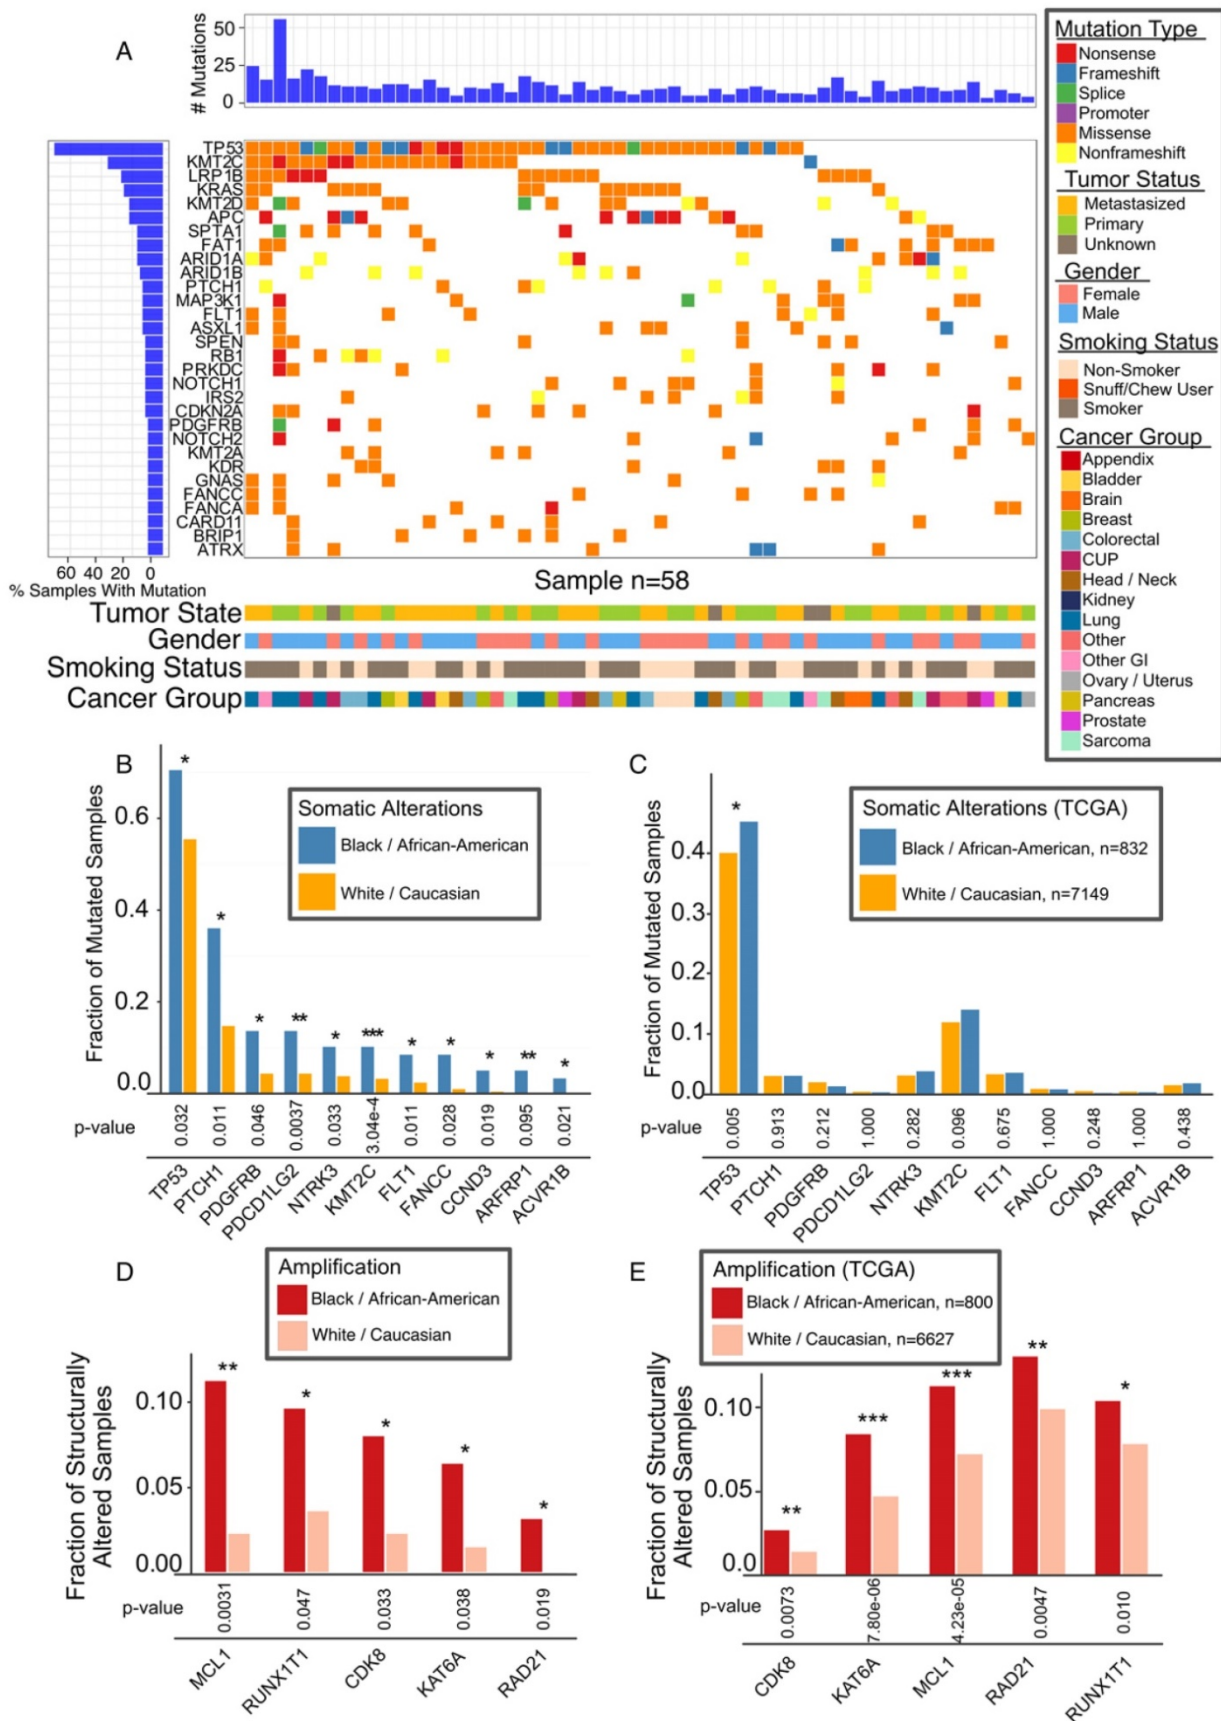 A
# Mutations
50
25
0
TP53
KMT2C
LRP1B
KRAS
KMT2D
APC
SPTA1
FAT1
ARID1A
ARID1B
PTCH1
MAP3K1
FLT1
ASXL1
SPEN
RB1
PRKDC
NOTCH1
IRS2
CDKN2A
PDGFRB
NOTCH2
KMT2A
KDR
GNAS
FANCC
FANCA
CARD11
BRIP1
ATRX
60 40 20 0
% Samples With Mutation
Sample n=58
Tumor State
Gender
Smoking Status
Cancer Group
Mutation Type
Nonsense
Frameshift
Splice
Promoter
Missense
Nonframeshift
Tumor Status
Metastasized
Primary
Unknown
Gender
Female
Male
Smoking Status
Non-Smoker
Snuff/Chew User
Smoker
Cancer Group
Appendix
Bladder
Brain
Breast
Colorectal
CUP
Head / Neck
Kidney
Lung
Other
Other GI
Ovary / Uterus
Pancreas
Prostate
Sarcoma
B
Somatic Alterations
Black / African-American
White / Caucasian
Fraction of Mutated Samples
0.6
0.4
0.2
0.0
* * * ** * *** * * * ** *
p-value
0.032 0.011 0.046 0.0037 0.033 3.04e-4 0.011 0.028 0.019 0.095 0.021
TP53 PTCH1 PDGFRB PDCD1LG2 NTRK3 KMT2C FLT1 FANCC CCND3 ARFRP1 ACVR1B
C
Somatic Alterations (TCGA)
Black / African-American, n=832
White / Caucasian, n=7149
Fraction of Mutated Samples
0.4
0.3
0.2
0.1
0.0
*
p-value
0.005 0.913 0.212 1.000 0.282 0.096 0.675 1.000 0.248 1.000 0.438
TP53 PTCH1 PDGFRB PDCD1LG2 NTRK3 KMT2C FLT1 FANCC CCND3 ARFRP1 ACVR1B
D
Amplification
Black / African-American
White / Caucasian
Fraction of Structurally
Altered Samples
0.10
0.05
0.00
** * * * *
p-value
0.0031 0.047 0.033 0.038 0.019
MCL1 RUNX1T1 CDK8 KAT6A RAD21
E
Amplification (TCGA)
Black / African-American, n=800
White / Caucasian, n=6627
Fraction of Structurally
Altered Samples
0.10
0.05
0.0
** *** *** ** *
p-value
0.0073 7.80e-06 4.23e-05 0.0047 0.010
CDK8 KAT6A MCL1 RAD21 RUNX1T1